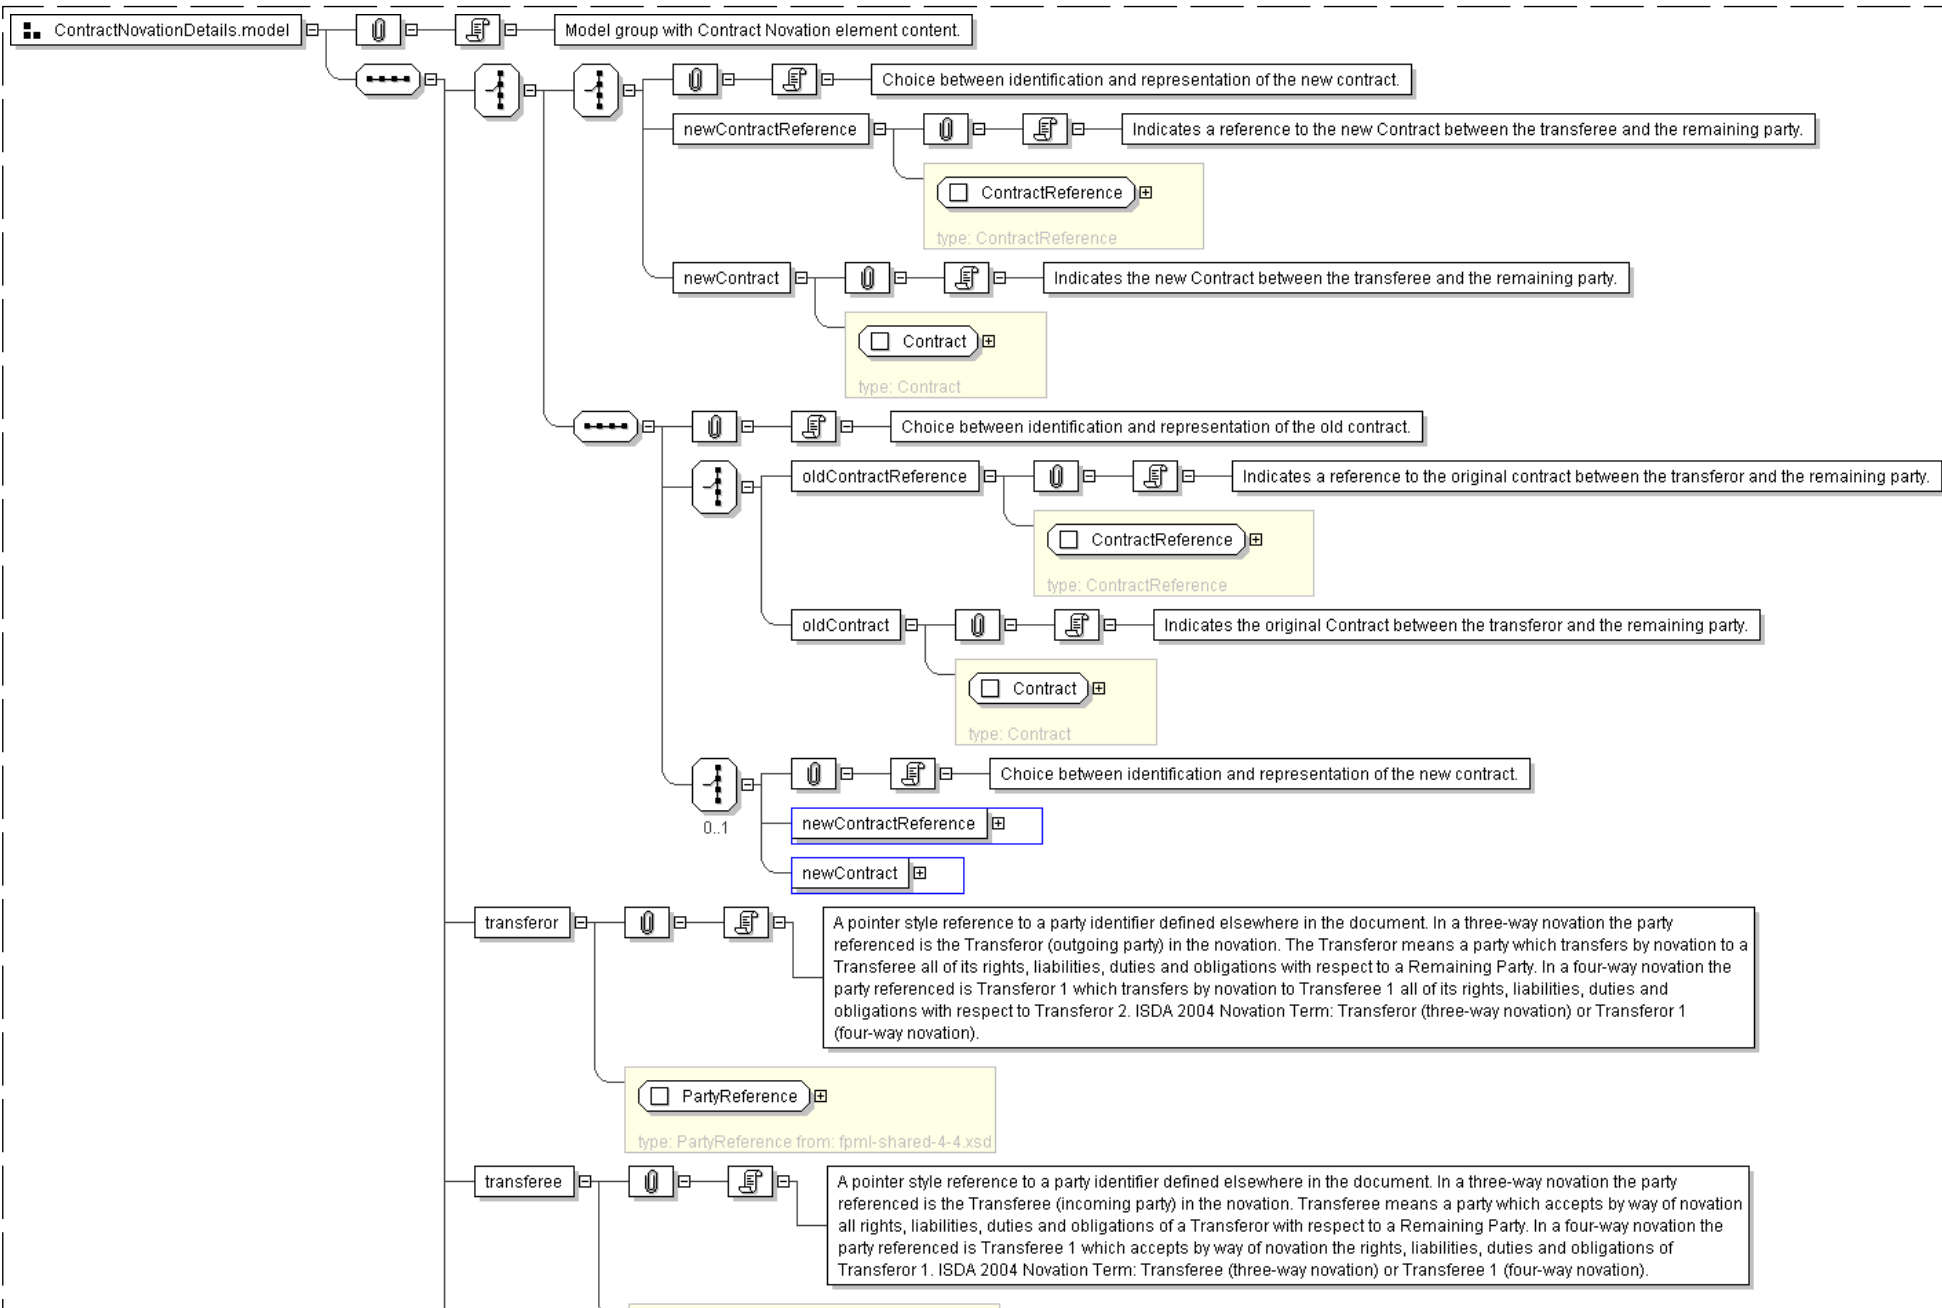 ContractNovationDetails.model
Model group with Contract Novation element content.
Choice between identification and representation of the new contract.
newContractReference
Indicates a reference to the new Contract between the transferee and the remaining party.
ContractReference
type: ContractReference
newContract
Indicates the new Contract between the transferee and the remaining party.
Contract
type: Contract
Choice between identification and representation of the old contract.
oldContractReference
Indicates a reference to the original contract between the transferor and the remaining party.
ContractReference
type: ContractReference
oldContract
Indicates the original Contract between the transferor and the remaining party.
Contract
type: Contract
Choice between identification and representation of the new contract.
0..1
newContractReference
newContract
transferor
A pointer style reference to a party identifier defined elsewhere in the document. In a three-way novation the party
referenced is the Transferor (outgoing party) in the novation. The Transferor means a party which transfers by novation to a
Transferee all of its rights, liabilities, duties and obligations with respect to a Remaining Party. In a four-way novation the
party referenced is Transferor 1 which transfers by novation to Transferee 1 all of its rights, liabilities, duties and
obligations with respect to Transferor 2. ISDA 2004 Novation Term: Transferor (three-way novation) or Transferor 1
(four-way novation).
PartyReference
type: PartyReference from: fpml-shared-4-4.xsd
transferee
A pointer style reference to a party identifier defined elsewhere in the document. In a three-way novation the party
referenced is the Transferee (incoming party) in the novation. Transferee means a party which accepts by way of novation
all rights, liabilities, duties and obligations of a Transferor with respect to a Remaining Party. In a four-way novation the
party referenced is Transferee 1 which accepts by way of novation the rights, liabilities, duties and obligations of
Transferor 1. ISDA 2004 Novation Term: Transferee (three-way novation) or Transferee 1 (four-way novation).